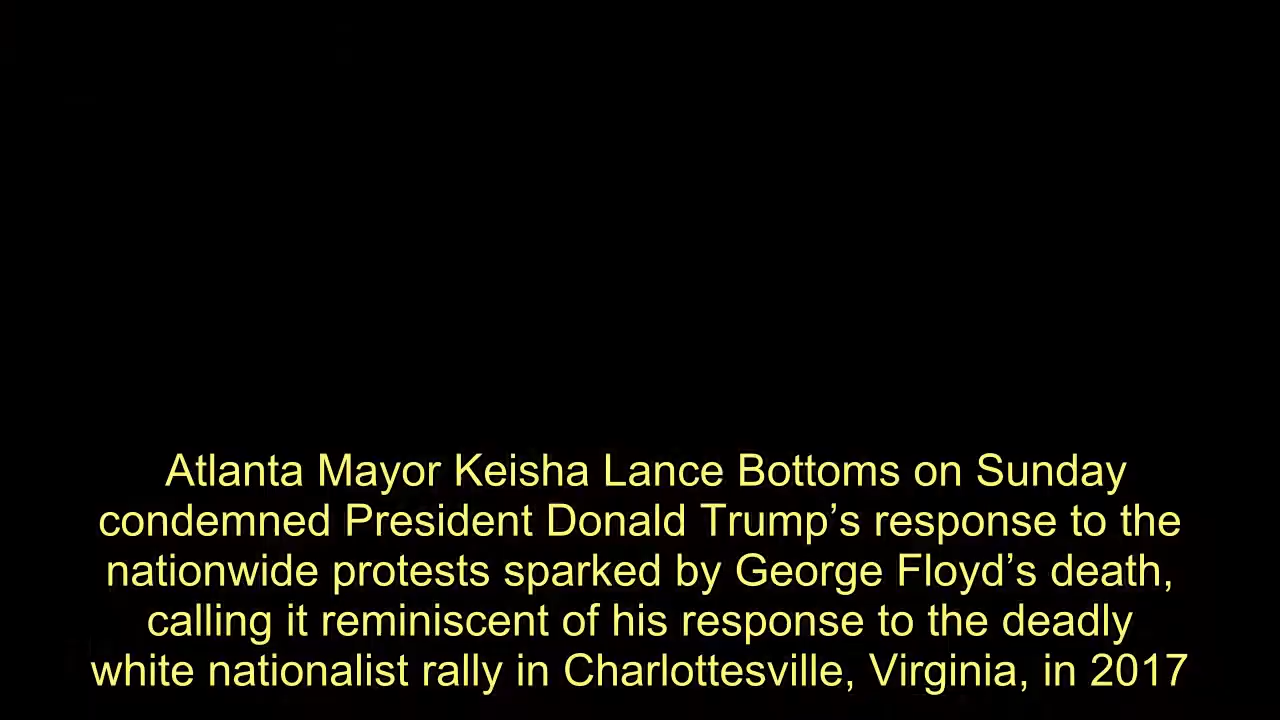 Atlanta Mayor Keisha Lance Bottoms on Sunday
condemned President Donald Trump’s response to the
nationwide protests sparked by George Floyd’s death,
calling it reminiscent of his response to the deadly
white nationalist rally in Charlottesville, Virginia, in 2017